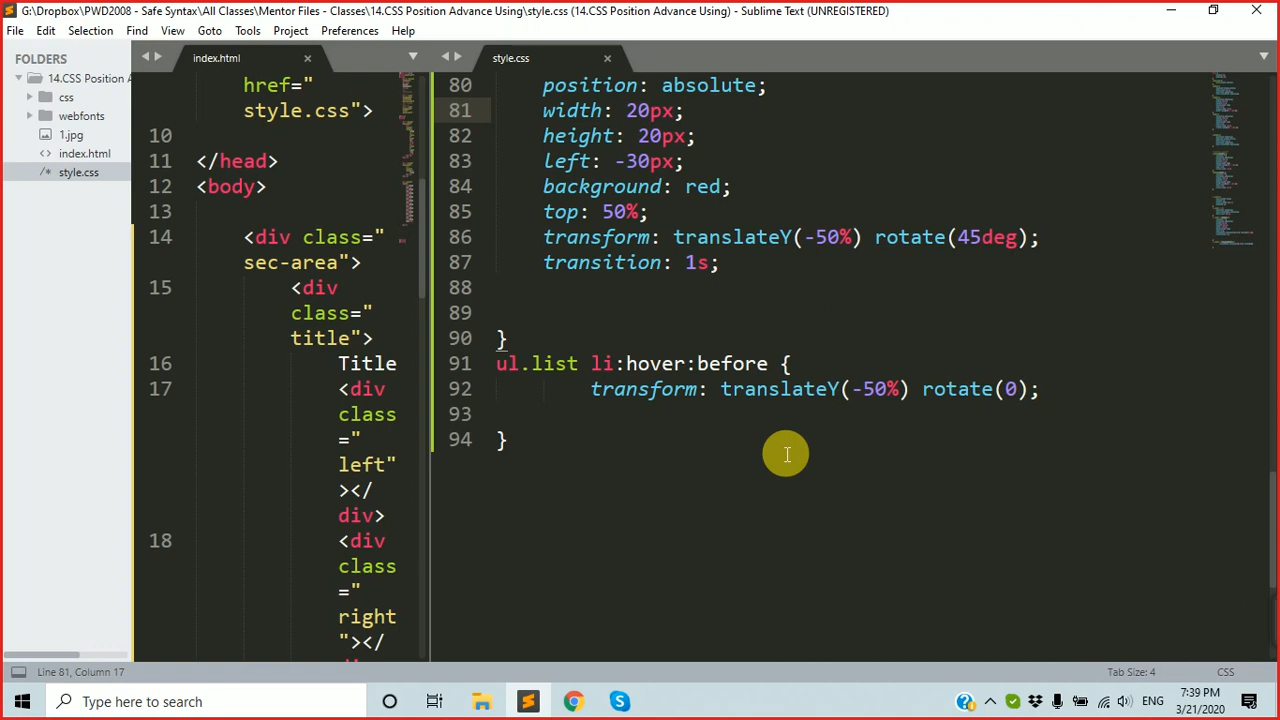 G:\Dropbox\PWD2008 - Safe Syntax\All Classes\Mentor Files - Classes\14.CSS Position Advance Using\style.css (14.CSS Position Advance Using) - Sublime Text (UNREGISTERED)
File Edit Selection Find View Goto Tools Project Preferences Help
FOLDERS
14.CSS Position A
css
webfonts
1.jpg
index.html
style.css
index.html
href="
style.css">
10
11 </head>
12 <body>
13
14 <div class="
sec-area">
15 <div
class="
title">
16 Title
17 <div
class
="
left"
></
div>
18 <div
class
="
right
"></
style.css
80 position: absolute;
81 width: 20px;
82 height: 20px;
83 left: -30px;
84 background: red;
85 top: 50%;
86 transform: translateY(-50%) rotate(45deg);
87 transition: 1s;
88
89
90 }
91 ul.list li:hover:before {
92 transform: translateY(-50%) rotate(0);
93
94 }
Line 81, Column 17
Tab Size: 4
CSS
Type here to search
ENG
7:39 PM
3/21/2020